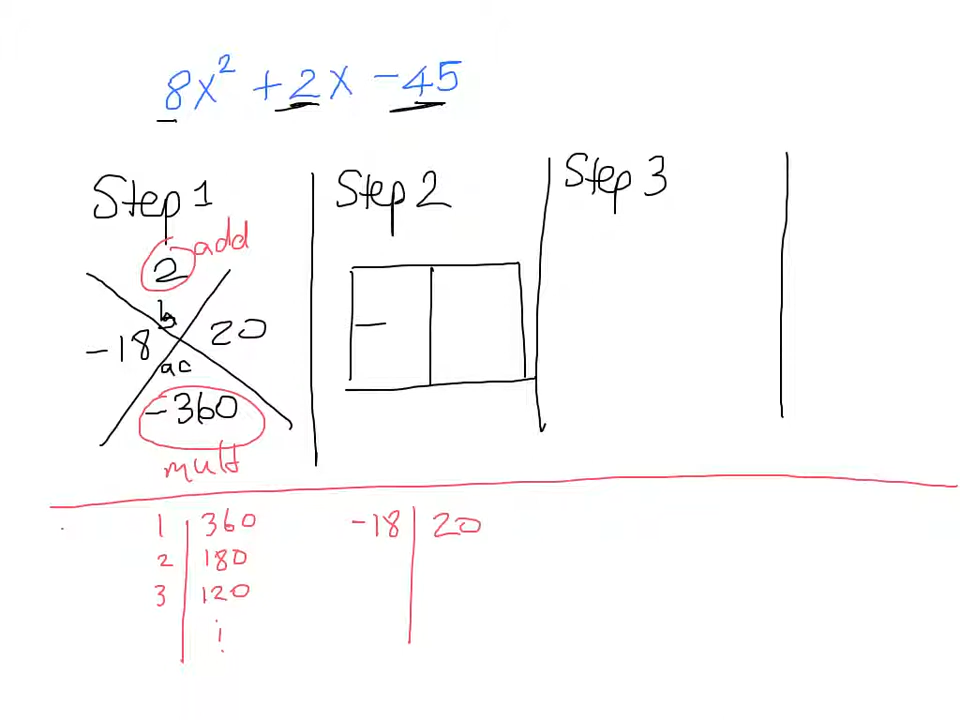 8x² + 2x - 45
Step 1
Step 2
Step 3
add
2
b
-18
20
ac
-360
mult
1 | 360
2 | 180
3 | 120
-18 | 20